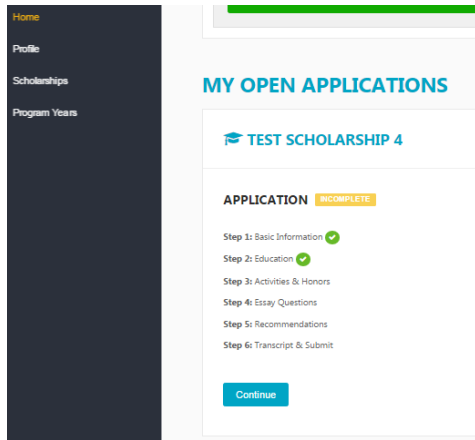 Home
Profile
Scholarships
Program Years
MY OPEN APPLICATIONS
TEST SCHOLARSHIP 4
APPLICATION INCOMPLETE
Step 1: Basic Information
Step 2: Education
Step 3: Activities & Honors
Step 4: Essay Questions
Step 5: Recommendations
Step 6: Transcript & Submit
Continue